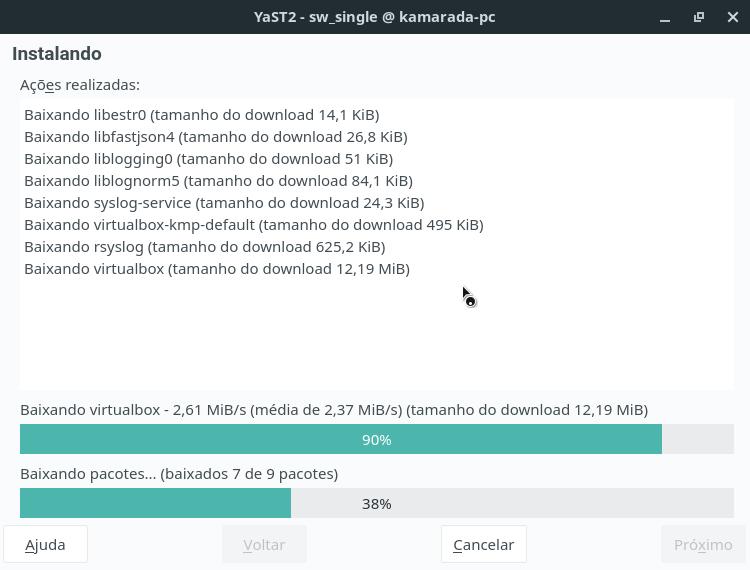 YaST2 - sw_single @ kamarada-pc
Instalando
Ações realizadas:
Baixando libestr0 (tamanho do download 14,1 KiB)
Baixando libfastjson4 (tamanho do download 26,8 KiB)
Baixando liblogging0 (tamanho do download 51 KiB)
Baixando liblognorm5 (tamanho do download 84,1 KiB)
Baixando syslog-service (tamanho do download 24,3 KiB)
Baixando virtualbox-kmp-default (tamanho do download 495 KiB)
Baixando rsyslog (tamanho do download 625,2 KiB)
Baixando virtualbox (tamanho do download 12,19 MiB)
Baixando virtualbox - 2,61 MiB/s (média de 2,37 MiB/s) (tamanho do download 12,19 MiB)
90%
Baixando pacotes... (baixados 7 de 9 pacotes)
38%
Ajuda Voltar Cancelar Próximo